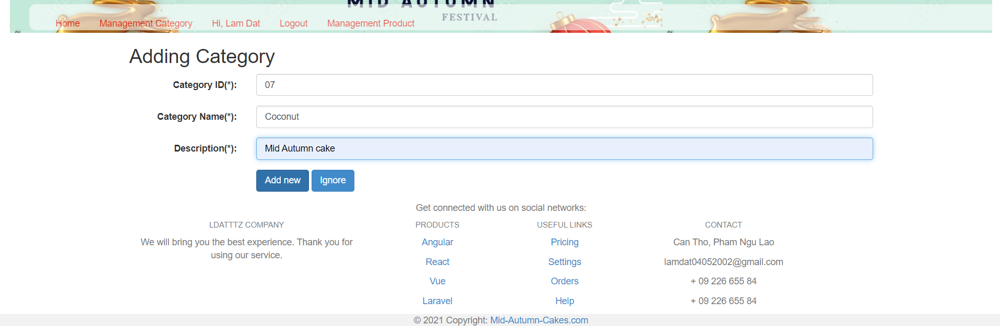 MID AUTUMN
FESTIVAL
Home Management Category Hi, Lam Dat Logout Management Product
Adding Category
Category ID(*): 07
Category Name(*): Coconut
Description(*): Mid Autumn cake
Add new Ignore
Get connected with us on social networks:
LDATTTZ COMPANY
We will bring you the best experience. Thank you for
using our service.
PRODUCTS
Angular
React
Vue
Laravel
USEFUL LINKS
Pricing
Settings
Orders
Help
CONTACT
Can Tho, Pham Ngu Lao
lamdat04052002@gmail.com
+ 09 226 655 84
+ 09 226 655 84
© 2021 Copyright: Mid-Autumn-Cakes.com